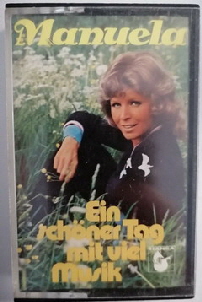 Manuela
Ein
schöner Tag
mit viel
Musik